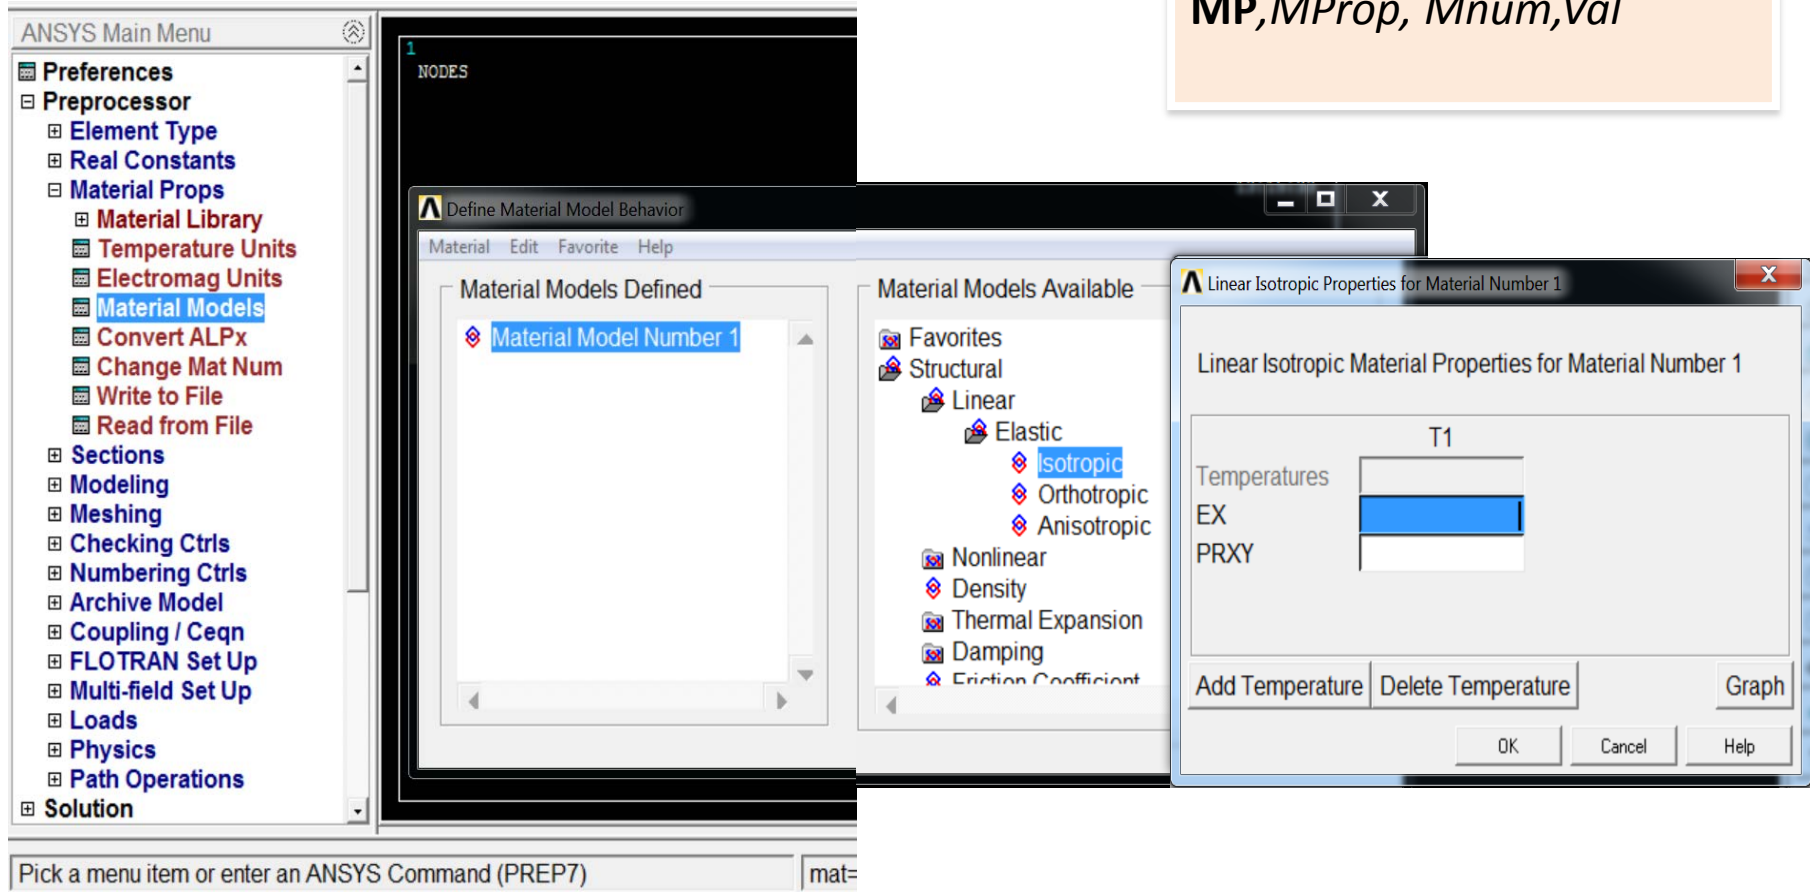 MP,MProp, Mnum,Val
ANSYS Main Menu
Preferences
Preprocessor
Element Type
Real Constants
Material Props
Material Library
Temperature Units
Electromag Units
Material Models
Convert ALPx
Change Mat Num
Write to File
Read from File
Sections
Modeling
Meshing
Checking Ctrls
Numbering Ctrls
Archive Model
Coupling / Ceqn
FLOTRAN Set Up
Multi-field Set Up
Loads
Physics
Path Operations
Solution
Pick a menu item or enter an ANSYS Command (PREP7)
mat=
1
NODES
Define Material Model Behavior
Material Edit Favorite Help
Material Models Defined
Material Model Number 1
Material Models Available
Favorites
Structural
Linear
Elastic
Isotropic
Orthotropic
Anisotropic
Nonlinear
Density
Thermal Expansion
Damping
Friction Coefficient
Linear Isotropic Properties for Material Number 1
Linear Isotropic Material Properties for Material Number 1
T1
Temperatures
EX
PRXY
Add Temperature Delete Temperature Graph
OK Cancel Help